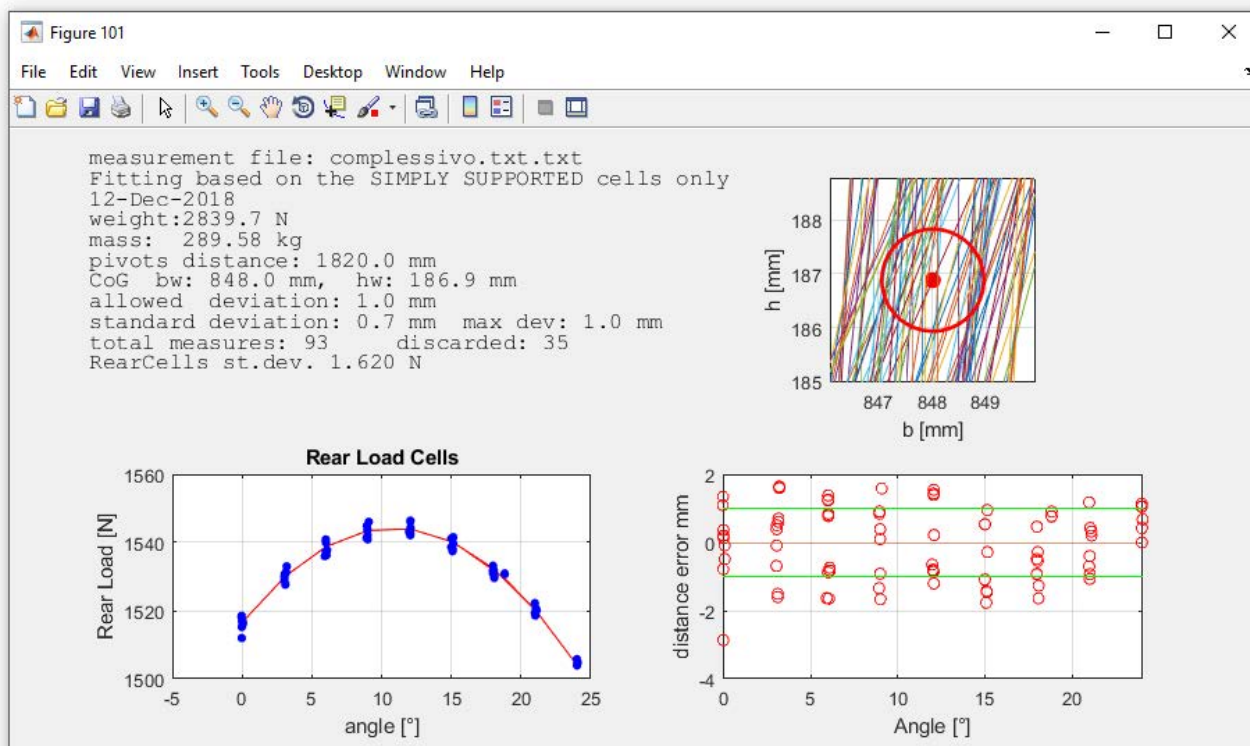 Figure 101
File Edit View Insert Tools Desktop Window Help
measurement file: complessivo.txt.txt
Fitting based on the SIMPLY SUPPORTED cells only
12-Dec-2018
weight:2839.7 N
mass:  289.58 kg
pivots distance: 1820.0 mm
CoG  bw: 848.0 mm,  hw: 186.9 mm
allowed  deviation: 1.0 mm
standard deviation: 0.7 mm  max dev: 1.0 mm
total measures: 93     discarded: 35
RearCells st.dev. 1.620 N
188
187
186
185
h [mm]
847 848 849
b [mm]
Rear Load Cells
1560
1540
1520
1500
Rear Load [N]
-5 0 5 10 15 20 25
angle [°]
2
0
-2
-4
distance error mm
0 5 10 15 20
Angle [°]